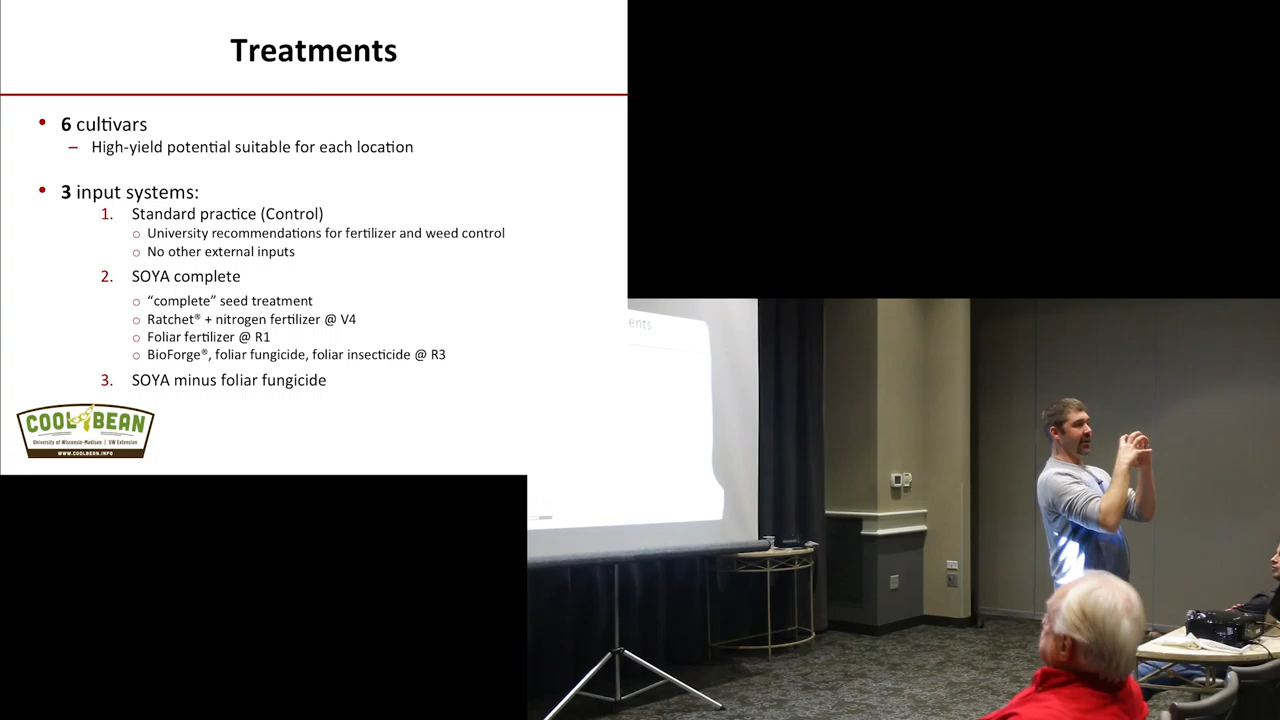 Treatments
• 6 cultivars
– High-yield potential suitable for each location
• 3 input systems:
1. Standard practice (Control)
○ University recommendations for fertilizer and weed control
○ No other external inputs
2. SOYA complete
○ “complete” seed treatment
○ Ratchet® + nitrogen fertilizer @ V4
○ Foliar fertilizer @ R1
○ BioForge®, foliar fungicide, foliar insecticide @ R3
3. SOYA minus foliar fungicide
COOL BEAN
University of Wisconsin-Madison | UW Extension
WWW.COOLBEAN.INFO
ents